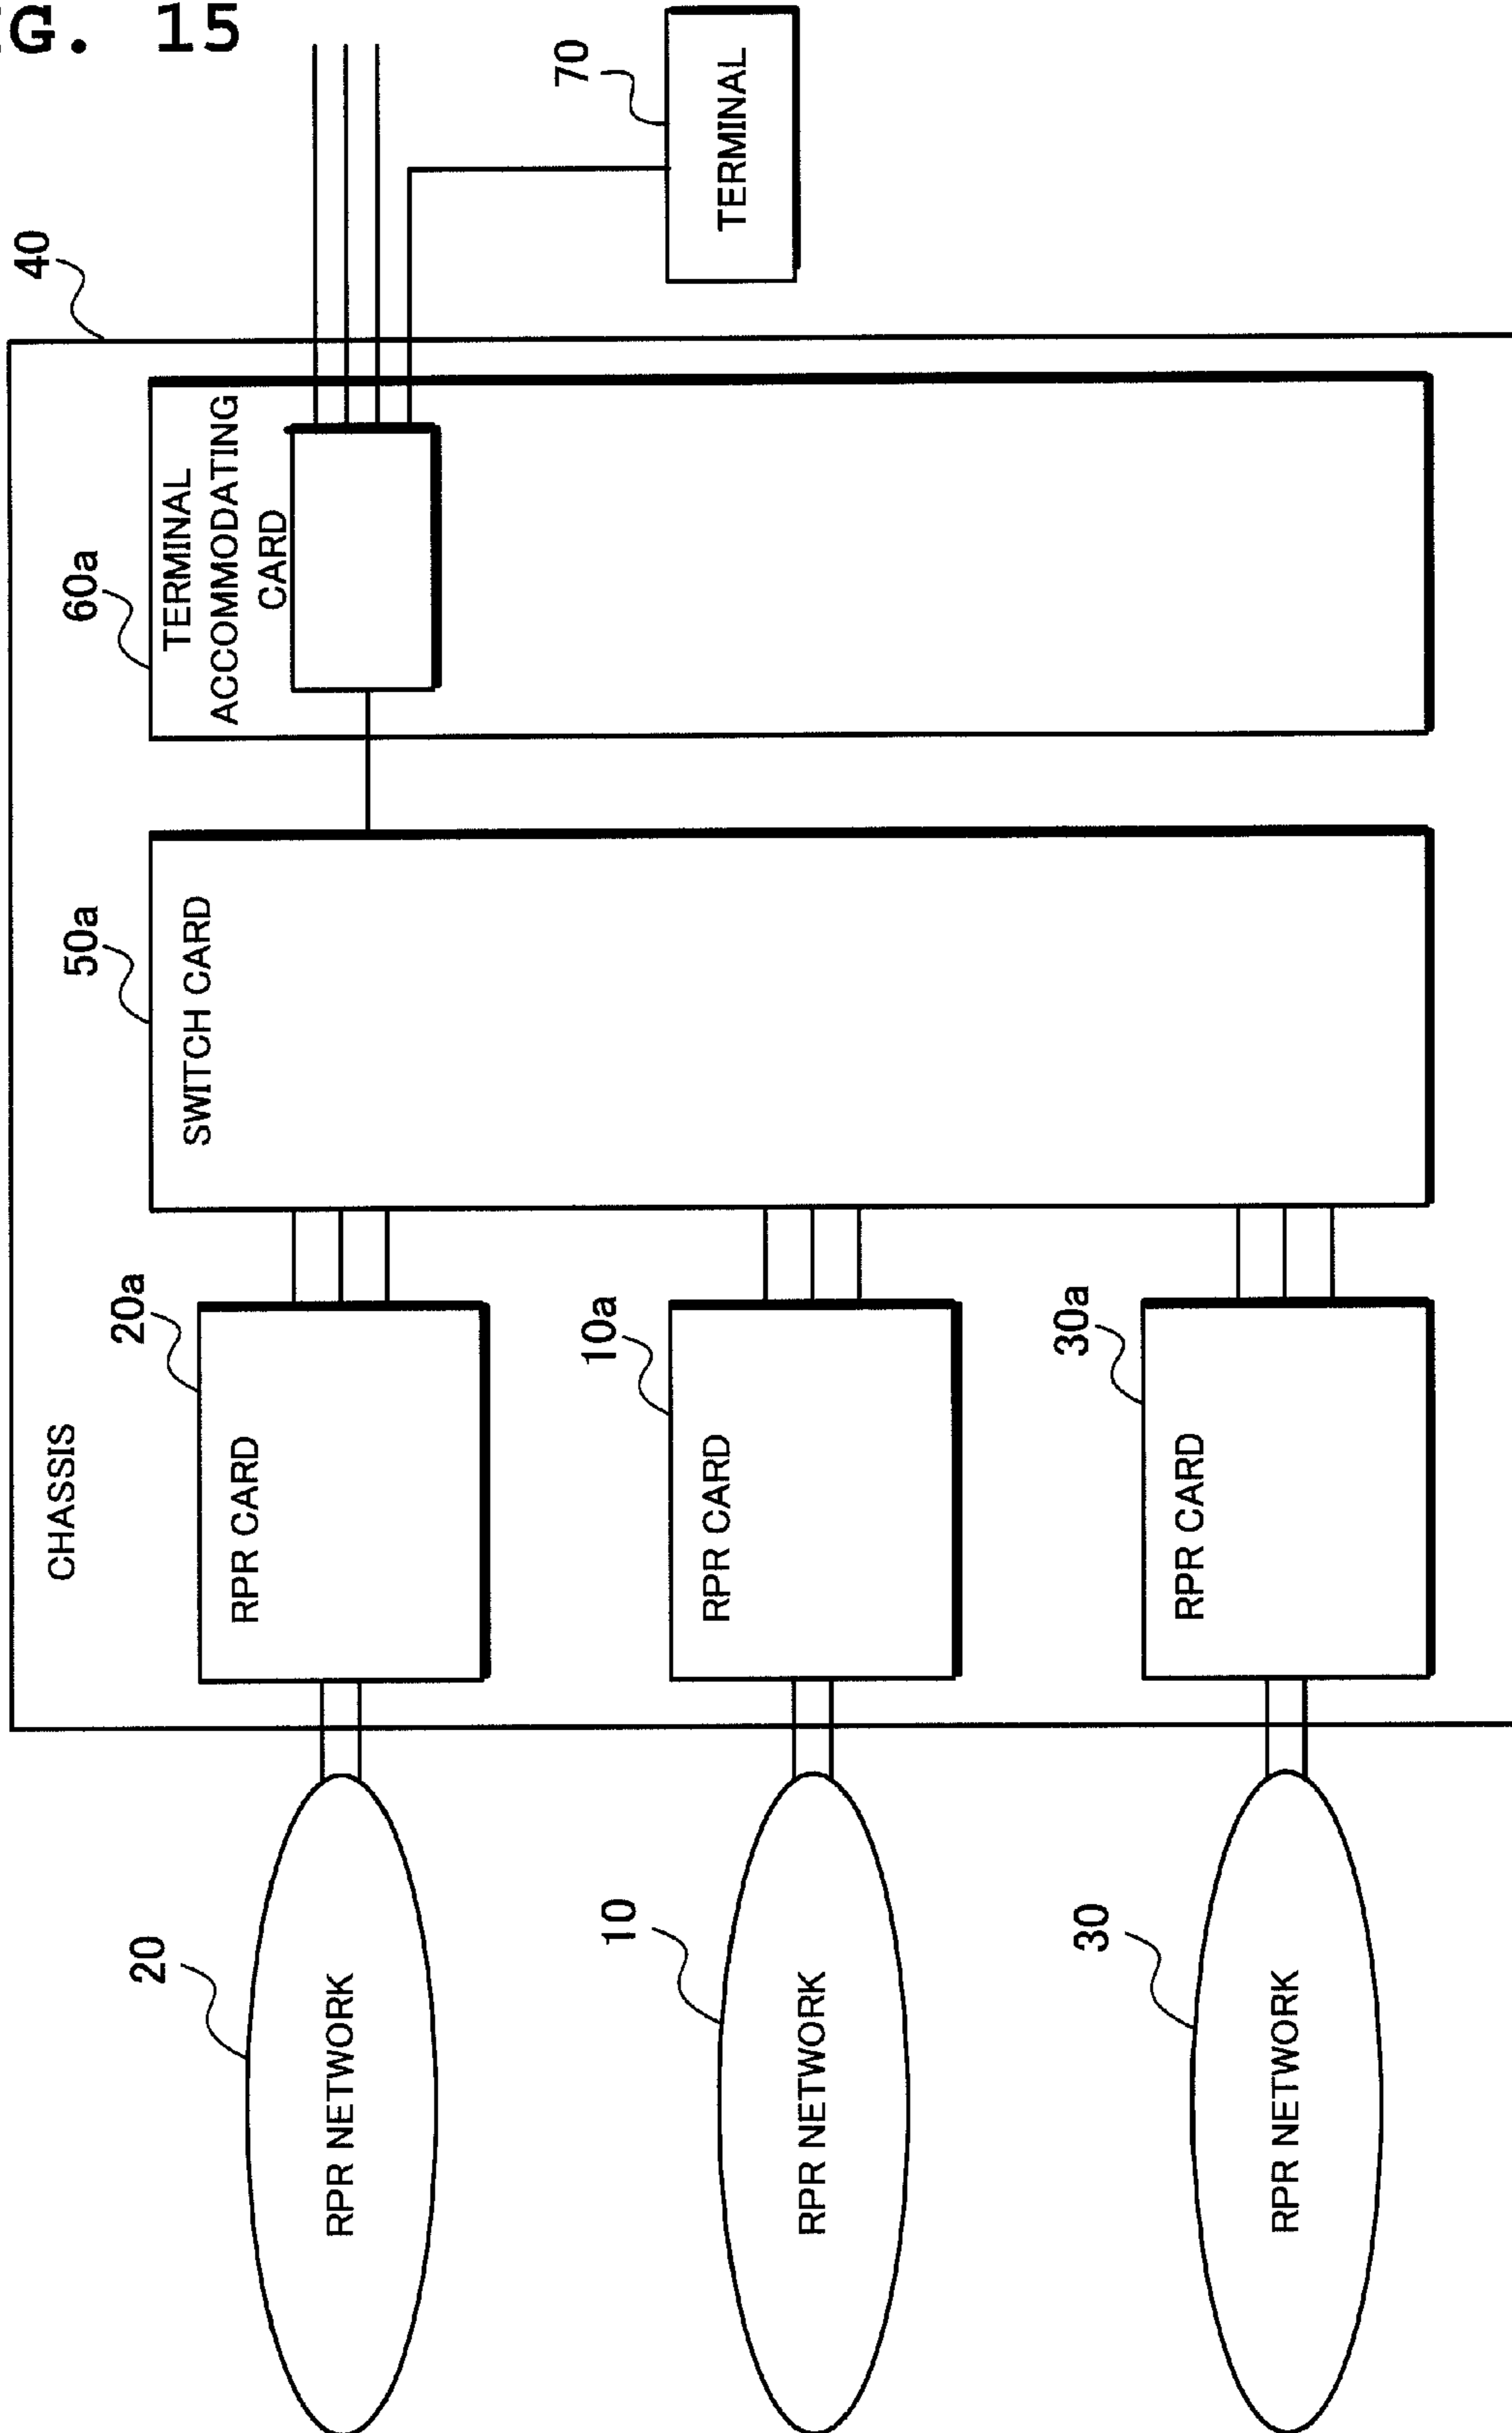 G. 15
CHASSIS
40
20
RPR NETWORK
20a
RPR CARD
50a
SWITCH CARD
60a
TERMINAL
ACCOMMODATING
CARD
70
TERMINAL
10
RPR NETWORK
10a
RPR CARD
30
RPR NETWORK
30a
RPR CARD